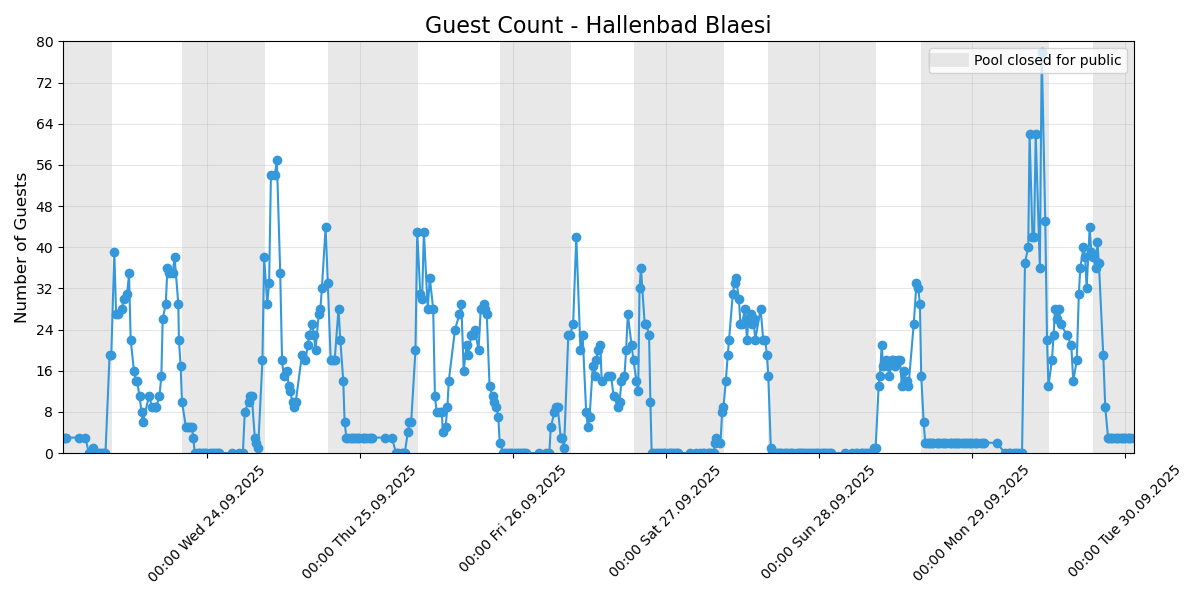 Guest Count - Hallenbad Blaesi
Pool closed for public
Number of Guests
80
72
64
56
48
40
32
24
16
8
0
00:00 Wed 24.09.2025
00:00 Thu 25.09.2025
00:00 Fri 26.09.2025
00:00 Sat 27.09.2025
00:00 Sun 28.09.2025
00:00 Mon 29.09.2025
00:00 Tue 30.09.2025